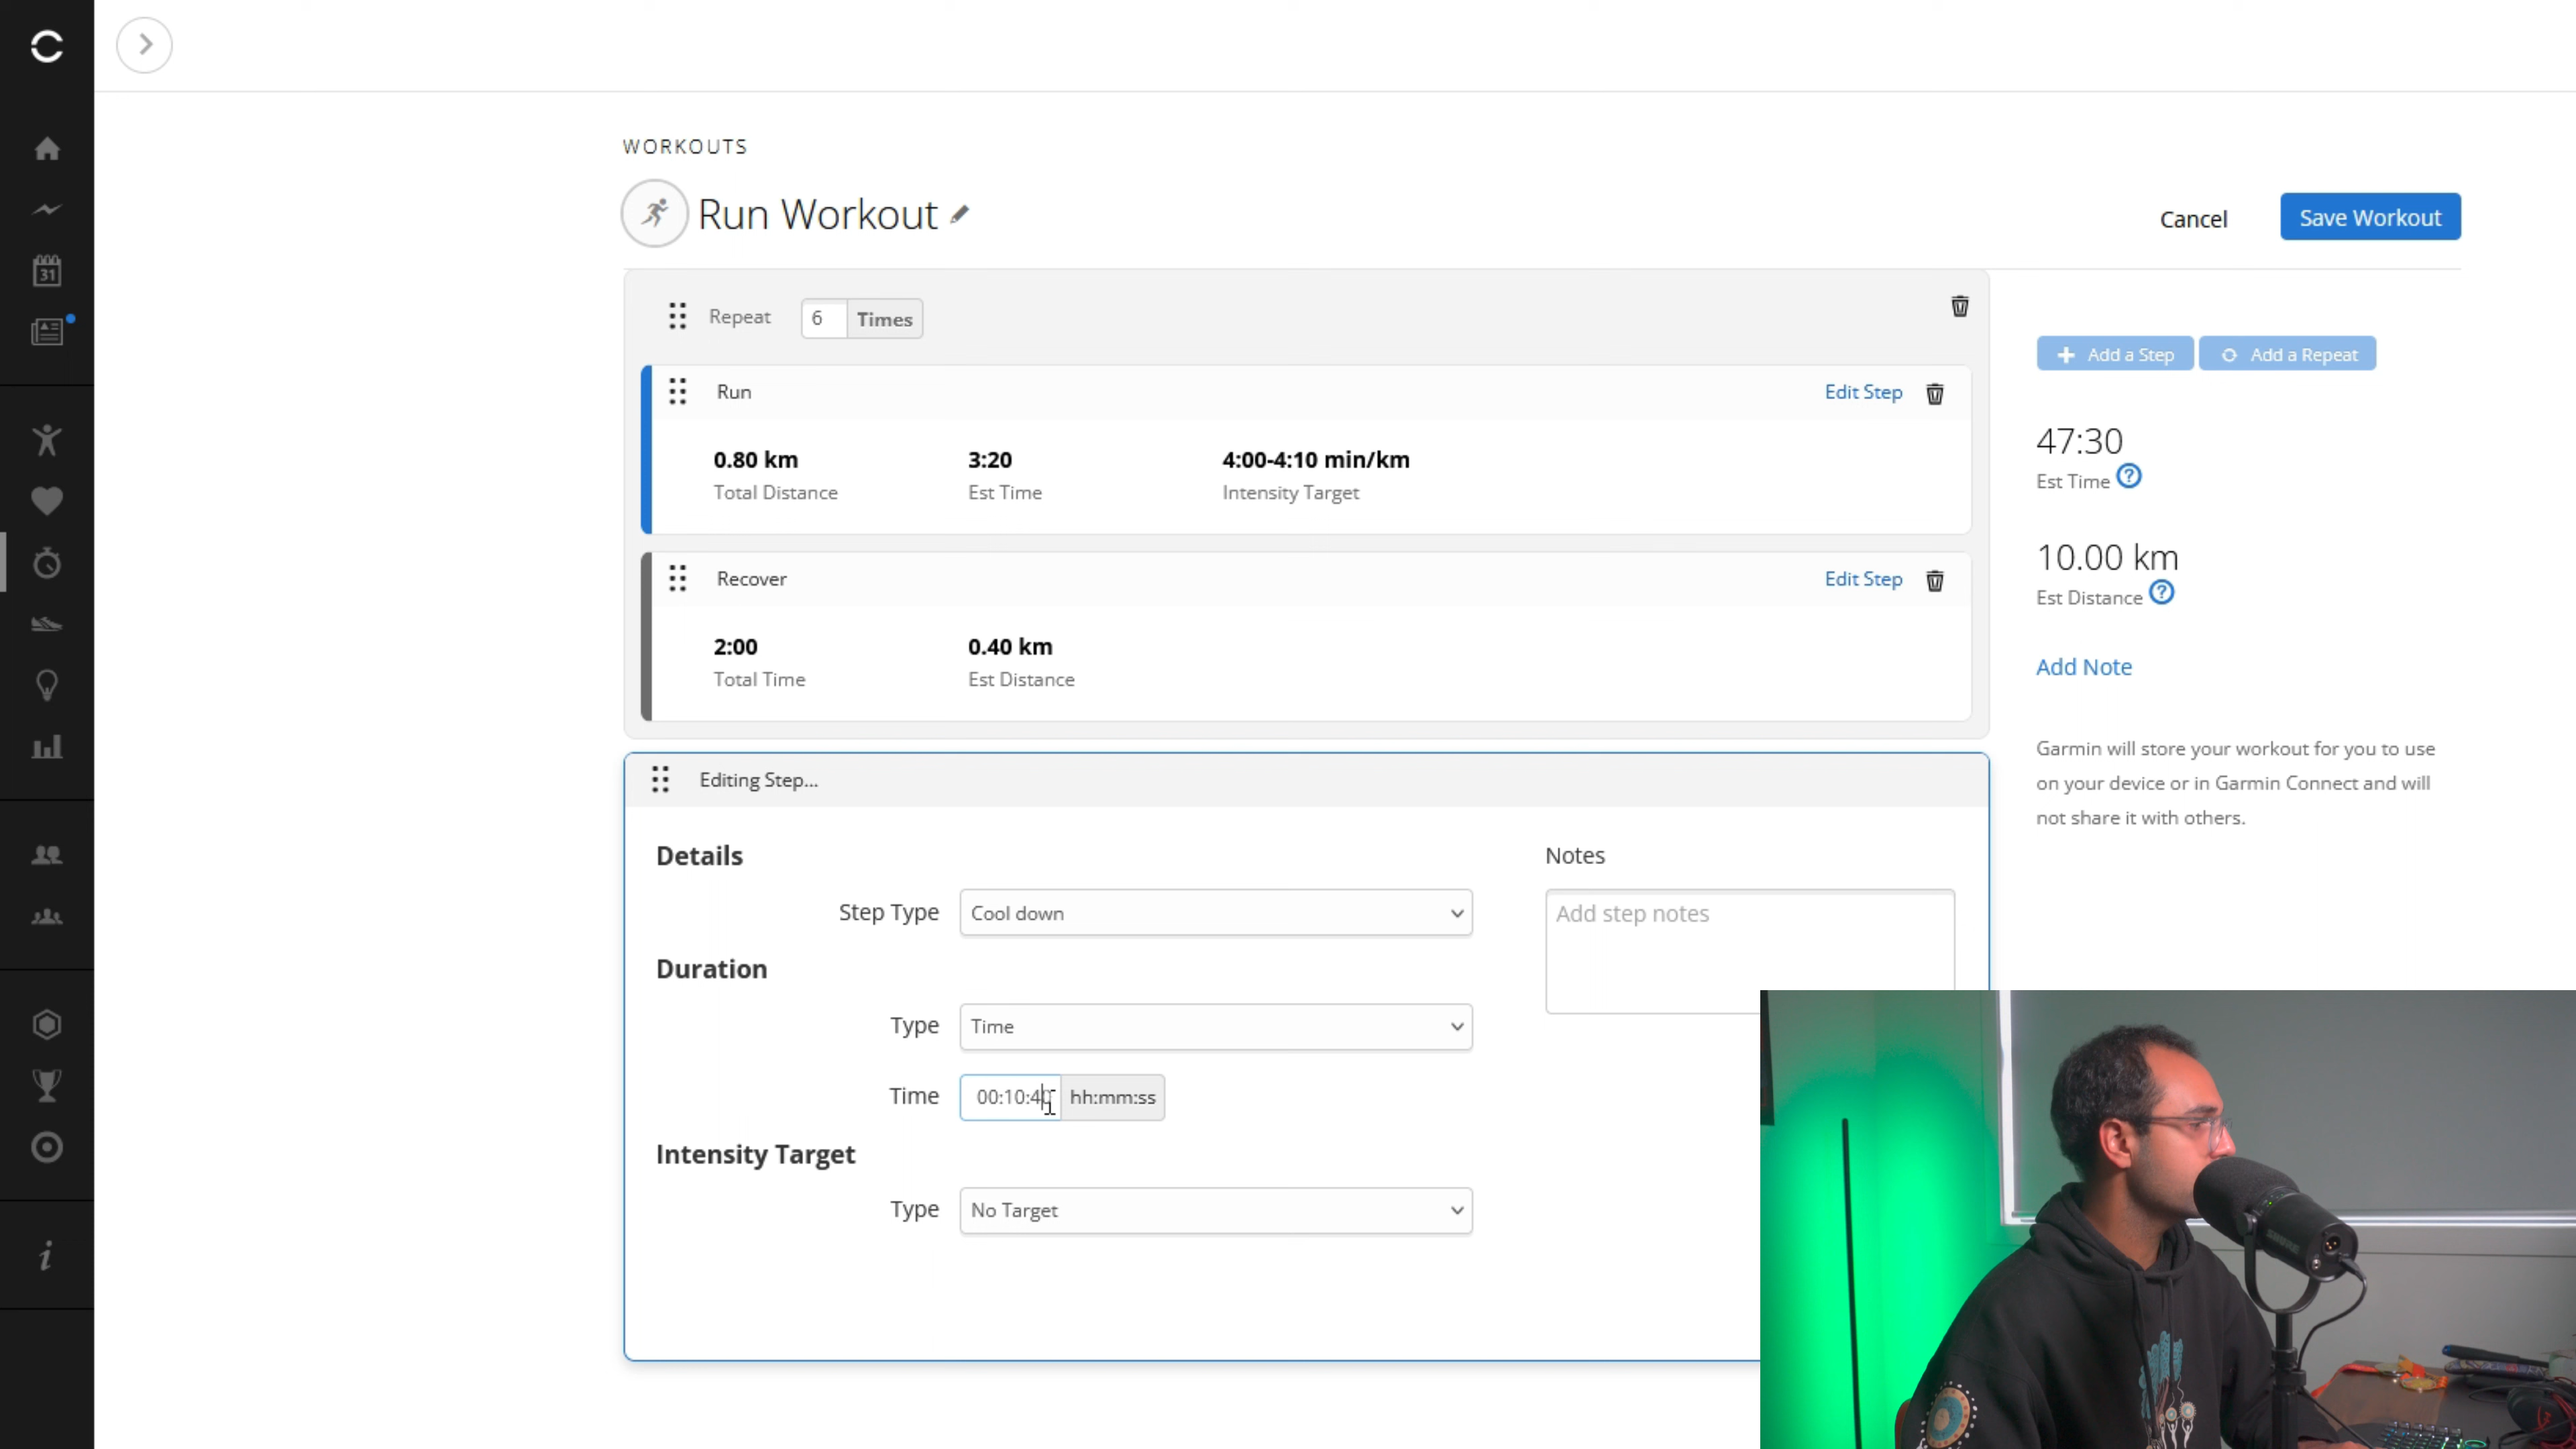 31
WORKOUTS
Run Workout
Cancel
Save Workout
Repeat 6 Times
Add a Step
Add a Repeat
Run
Edit Step
0.80 km 3:20 4:00-4:10 min/km
Total Distance Est Time Intensity Target
Recover
Edit Step
2:00 0.40 km
Total Time Est Distance
47:30
Est Time ?
10.00 km
Est Distance ?
Add Note
Garmin will store your workout for you to use
on your device or in Garmin Connect and will
not share it with others.
Editing Step...
Details
Step Type Cool down
Duration
Type Time
Time 00:10:40 hh:mm:ss
Intensity Target
Type No Target
Notes
Add step notes
i
SHURE